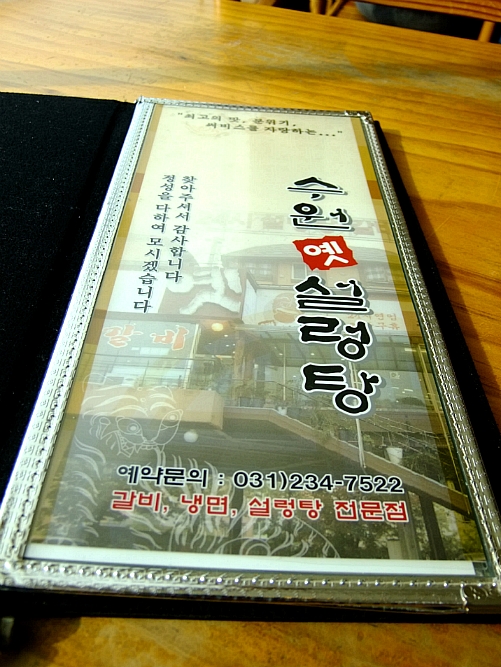 "최고의 맛, 분위기,
써비스를 자랑하는..."
수원 옛 설렁탕
찾아주셔서 감사합니다
정성을 다하여 모시겠습니다
갈비
예약문의 : 031)234-7522
갈비, 냉면, 설렁탕 전문점